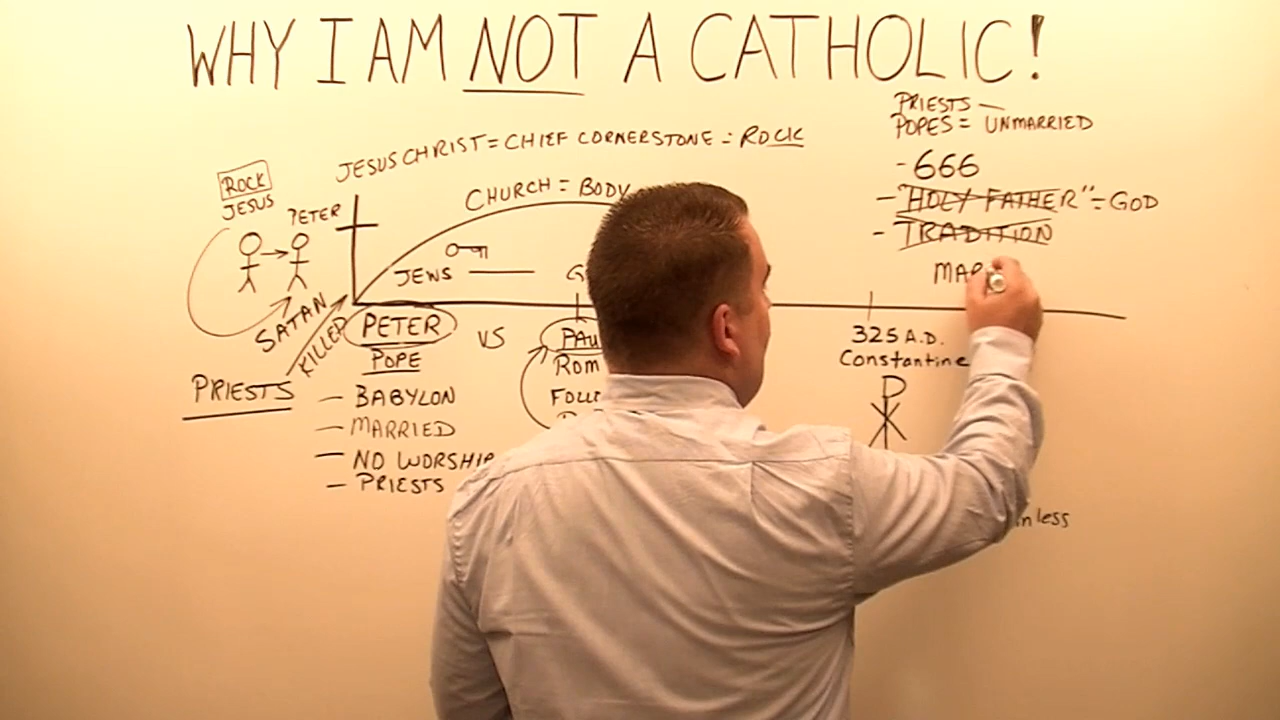 WHY I AM NOT A CATHOLIC!
PRIESTS —
POPES = UNMARRIED
- 666
- "HOLY FATHER" = GOD
- TRADITION
JESUS CHRIST = CHIEF CORNERSTONE = ROCK
CHURCH = BODY
ROCK
JESUS
PETER
JEWS
SATAN
KILLED
PRIESTS
PETER
VS
POPE
- BABYLON
- MARRIED
- NO WORSHIP
- PRIESTS
325 A.D.
Constantine